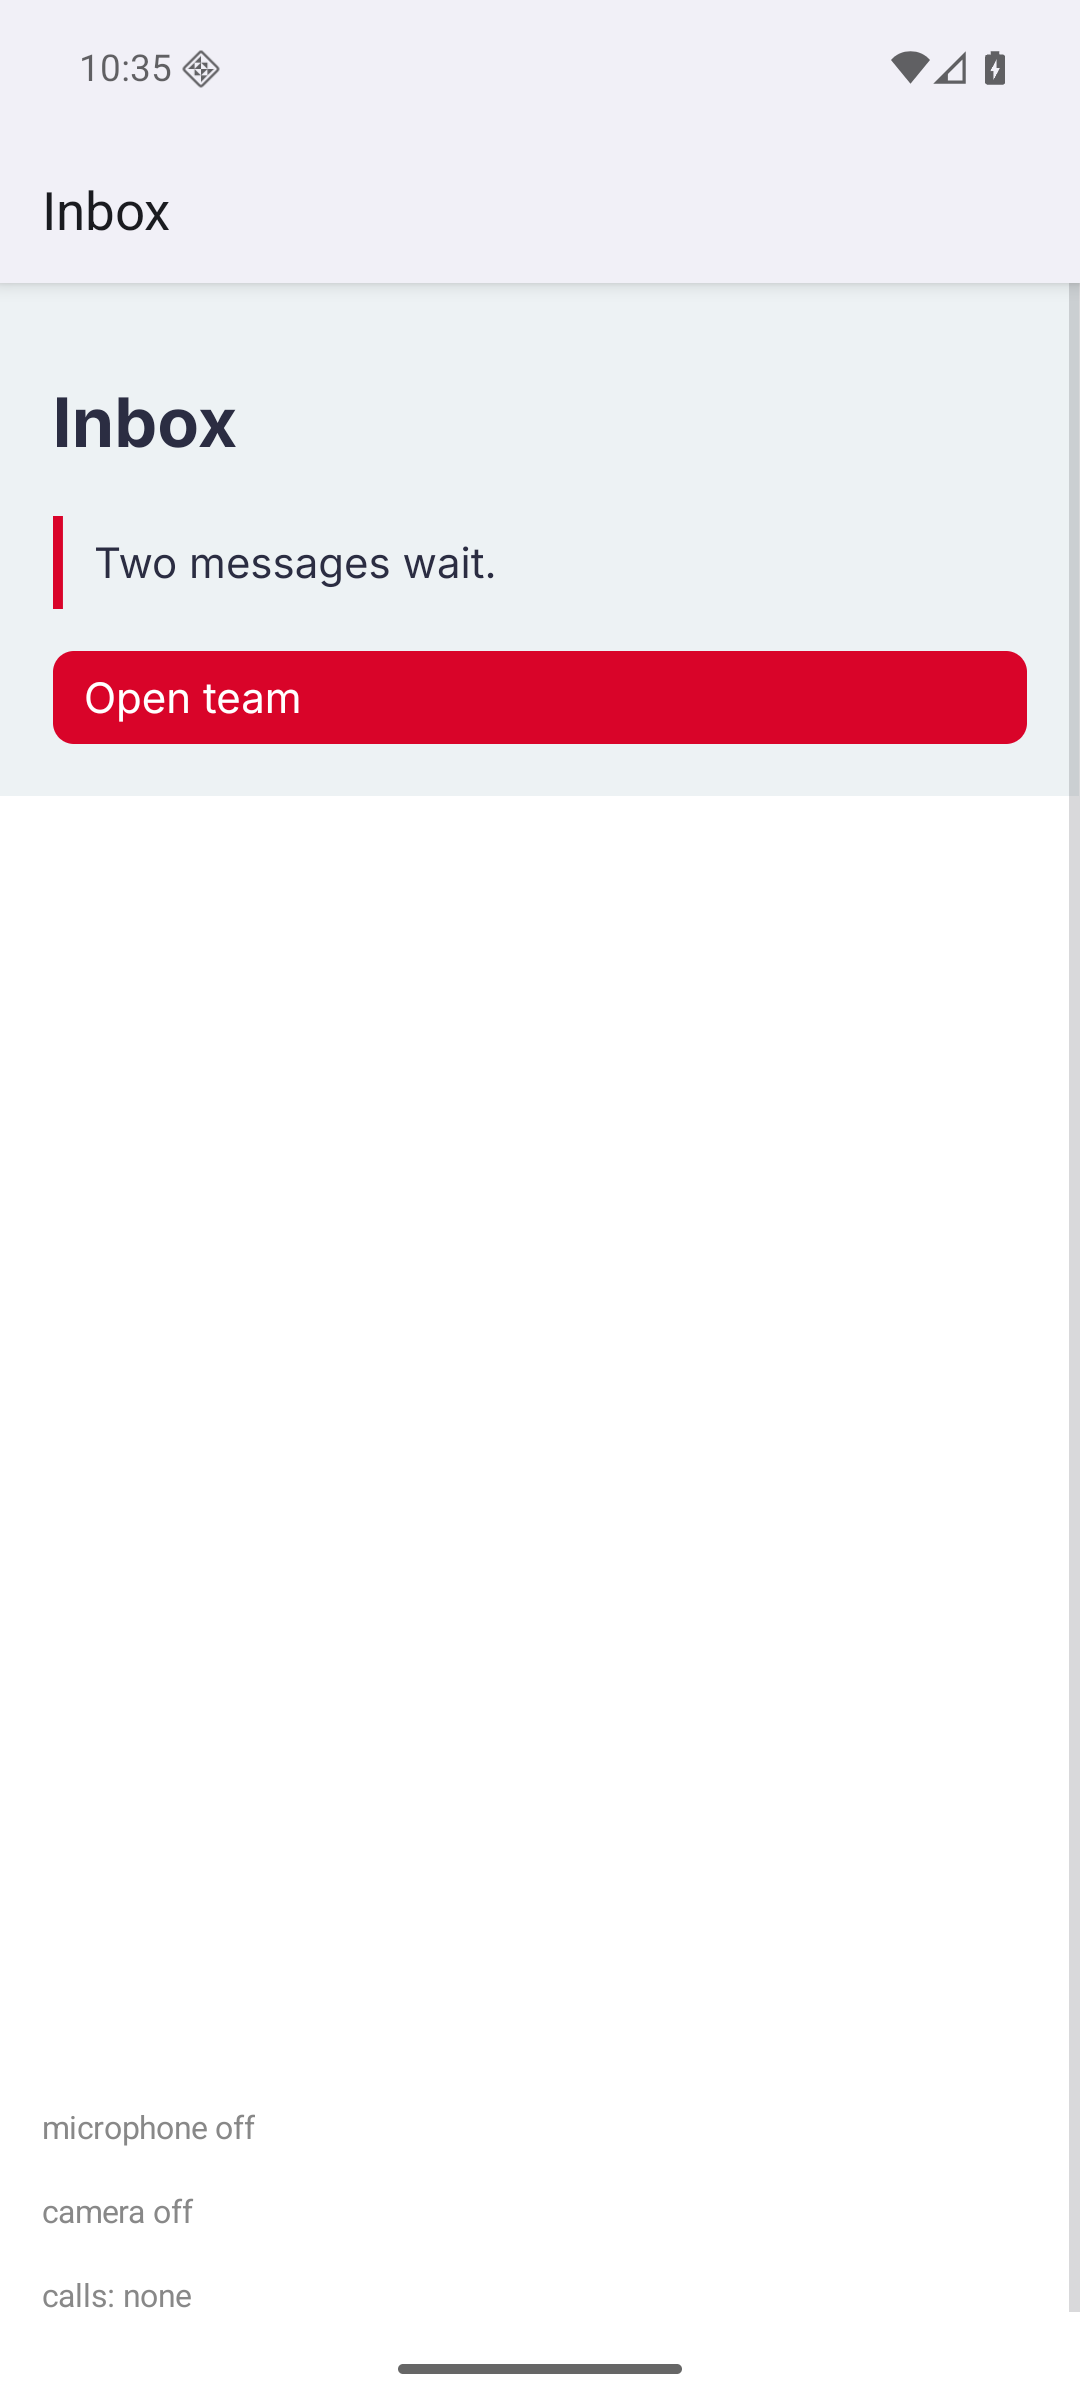 10:35
Inbox
Inbox
Two messages wait.
Open team
microphone off
camera off
calls: none